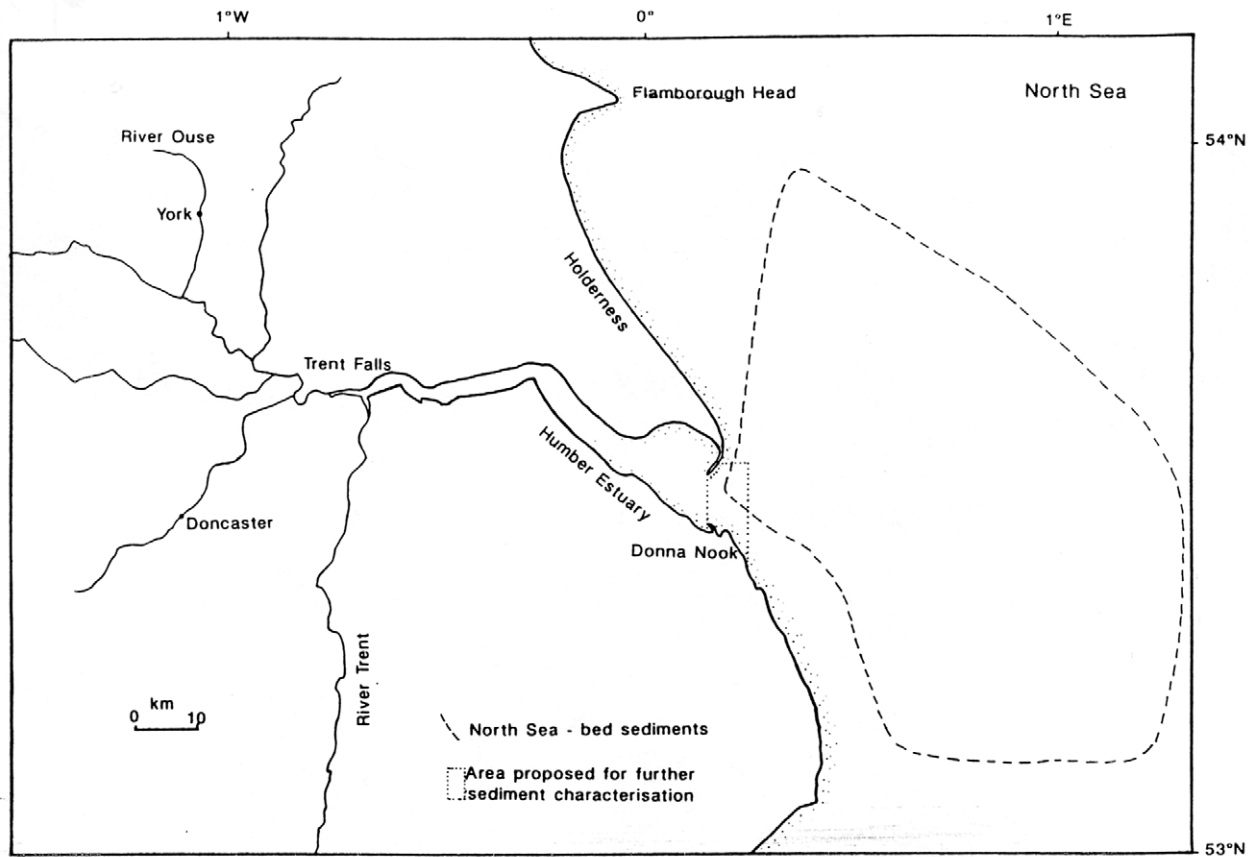 1°W
0°
1°E
Flamborough Head
North Sea
54°N
River Ouse
York
Holderness
Trent Falls
Humber Estuary
Doncaster
Donna Nook
River Trent
km
0 10
North Sea - bed sediments
Area proposed for further
sediment characterisation
53°N